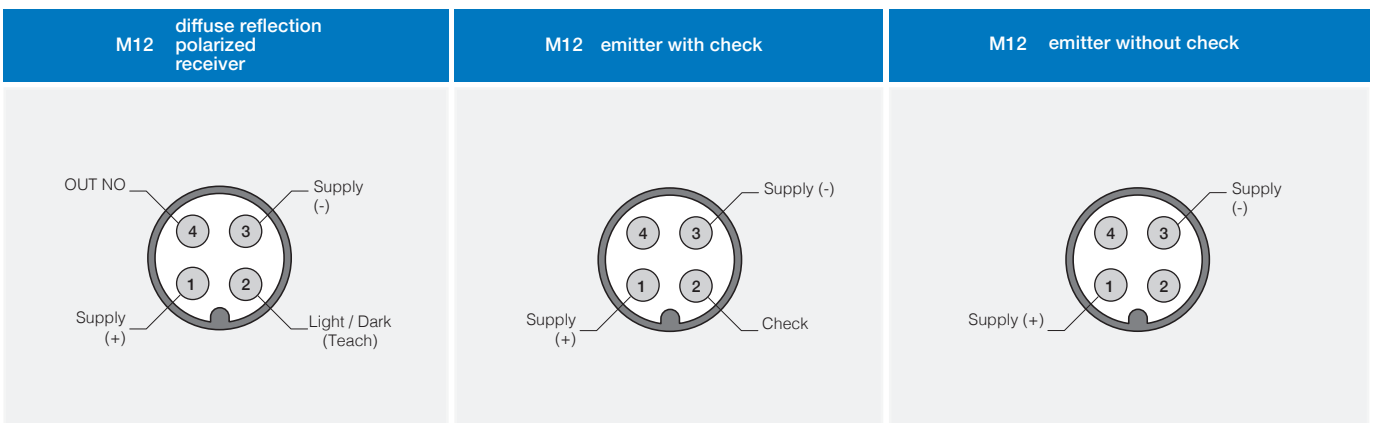 M12
diffuse reflection
polarized
receiver
M12 emitter with check
M12 emitter without check
OUT NO
Supply
(-)
4
3
1
2
Supply
(+)
Light / Dark
(Teach)
Supply (-)
4
3
1
2
Supply
(+)
Check
Supply
(-)
4
3
1
2
Supply (+)